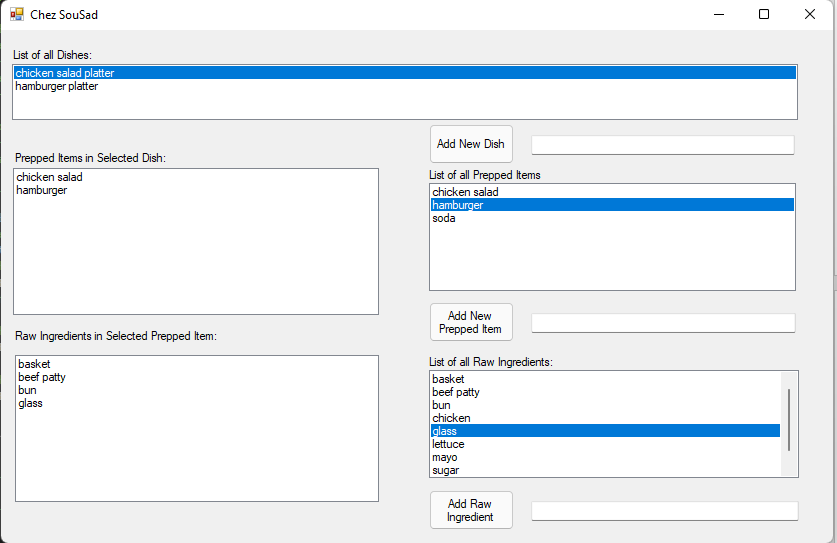 Chez SouSad
List of all Dishes:
chicken salad platter
hamburger platter
Add New Dish
Prepped Items in Selected Dish:
chicken salad
hamburger
List of all Prepped Items
chicken salad
hamburger
soda
Add New
Prepped Item
Raw Ingredients in Selected Prepped Item:
basket
beef patty
bun
glass
List of all Raw Ingredients:
basket
beef patty
bun
chicken
glass
lettuce
mayo
sugar
Add Raw
Ingredient